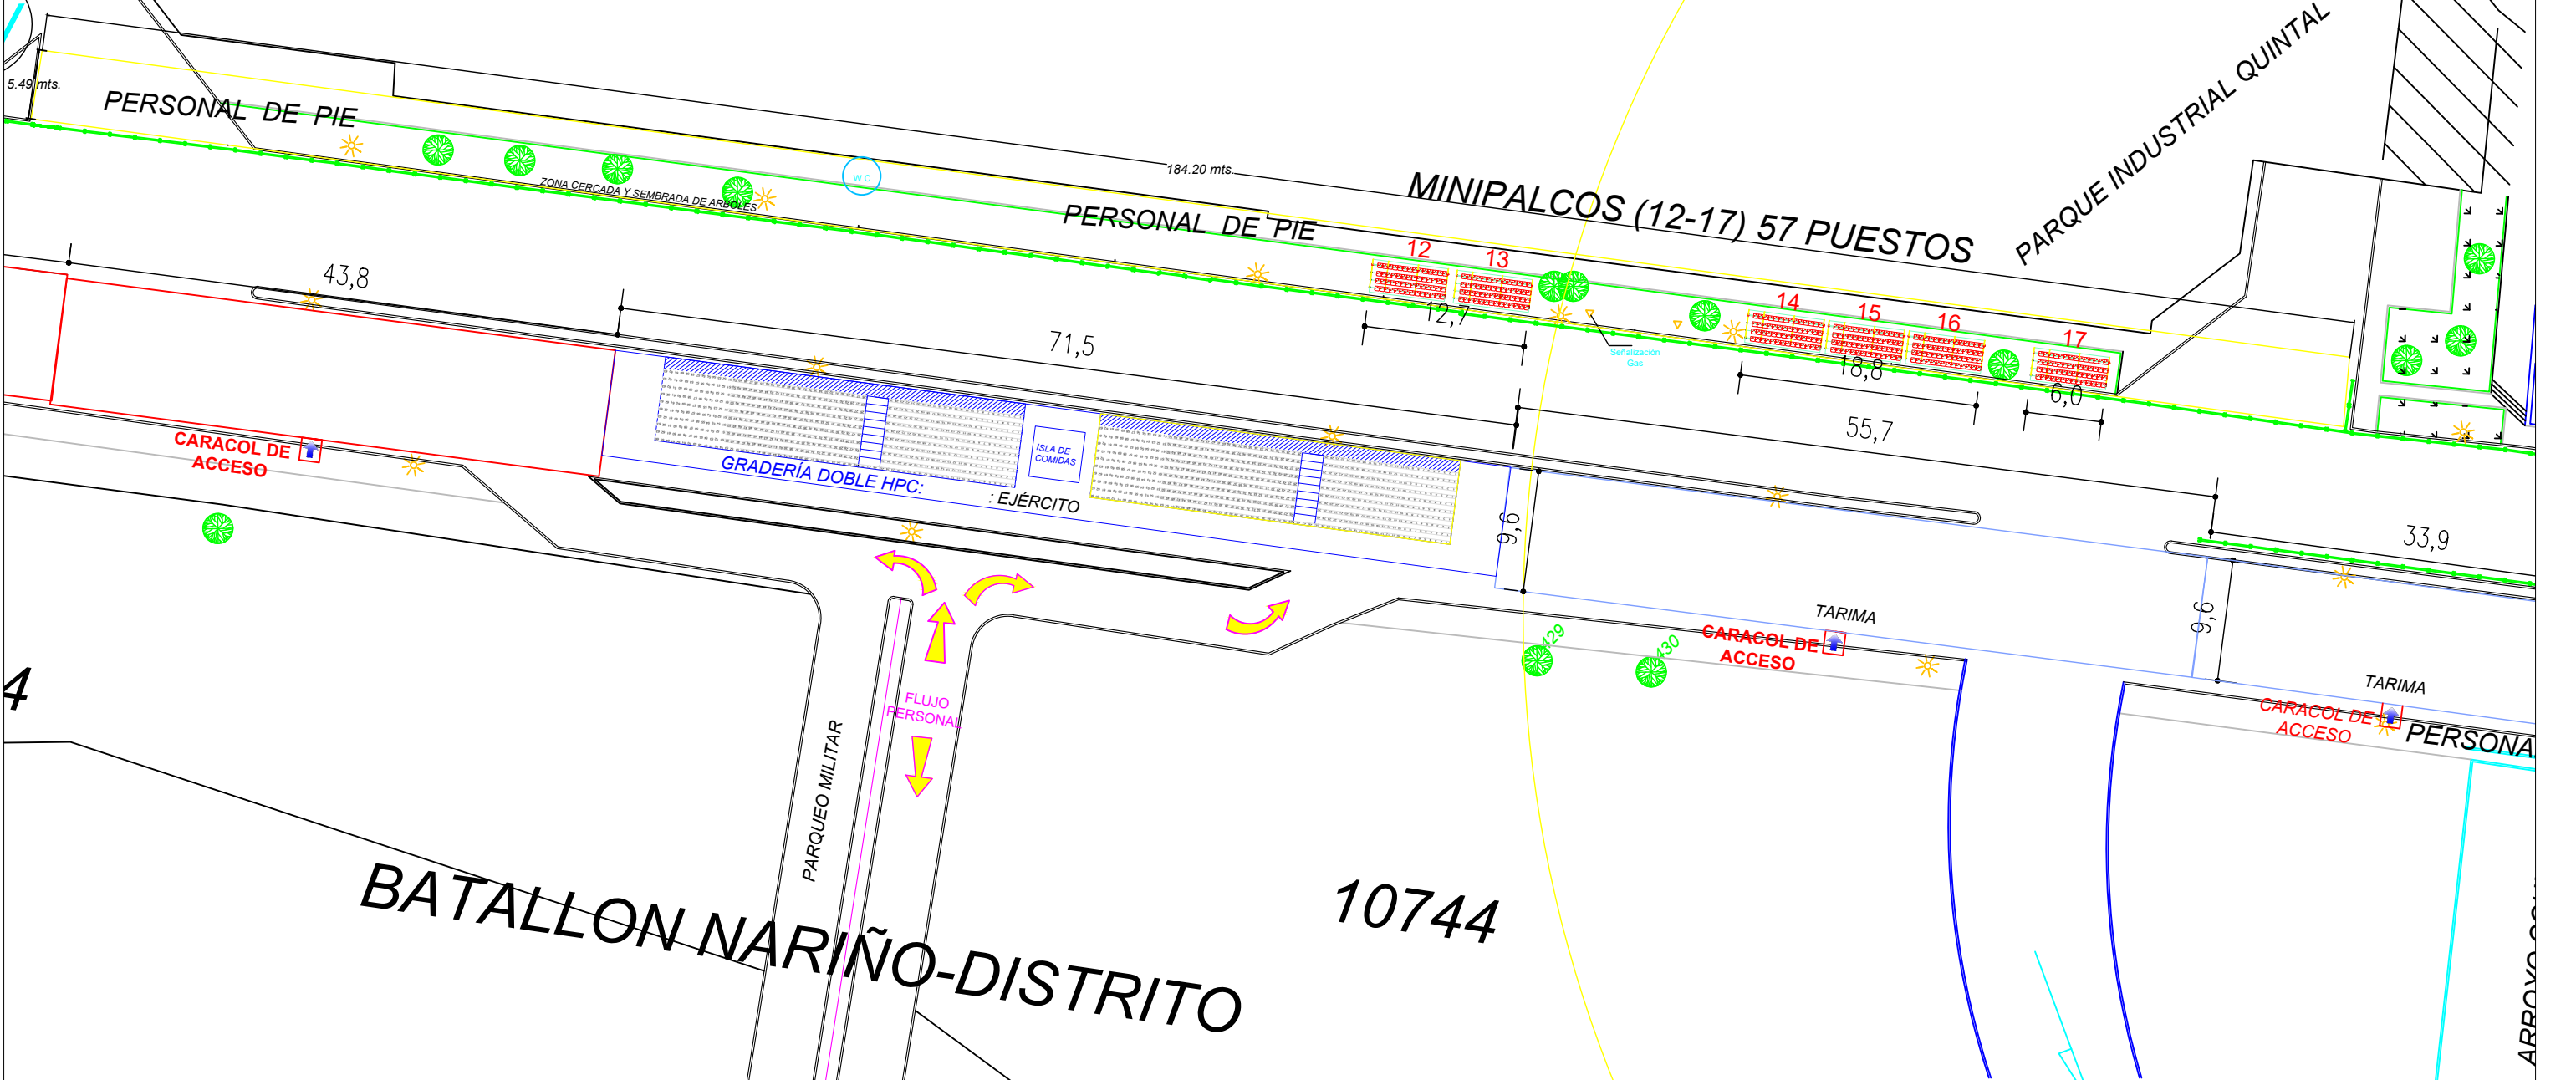 5.49 mts.
PERSONAL DE PIE
ZONA CERCADA Y SEMBRADA DE ARBOLES
W.C
184.20 mts.
PERSONAL DE PIE
MINIPALCOS (12-17) 57 PUESTOS
PARQUE INDUSTRIAL QUINTAL
12
13
14
15
16
17
12,7
Señalización
Gas.
18,8
6,0
43,8
71,5
55,7
33,9
CARACOL DE
ACCESO
GRADERÍA DOBLE HPC:
: EJÉRCITO
ISLA DE
COMIDAS
9,6
9,6
TARIMA
CARACOL DE
ACCESO
429
430
TARIMA
CARACOL DE
ACCESO
PERSONA
FLUJO
PERSONAL
PARQUEO MILITAR
4
BATALLON NARIÑO-DISTRITO
10744
ARROYO